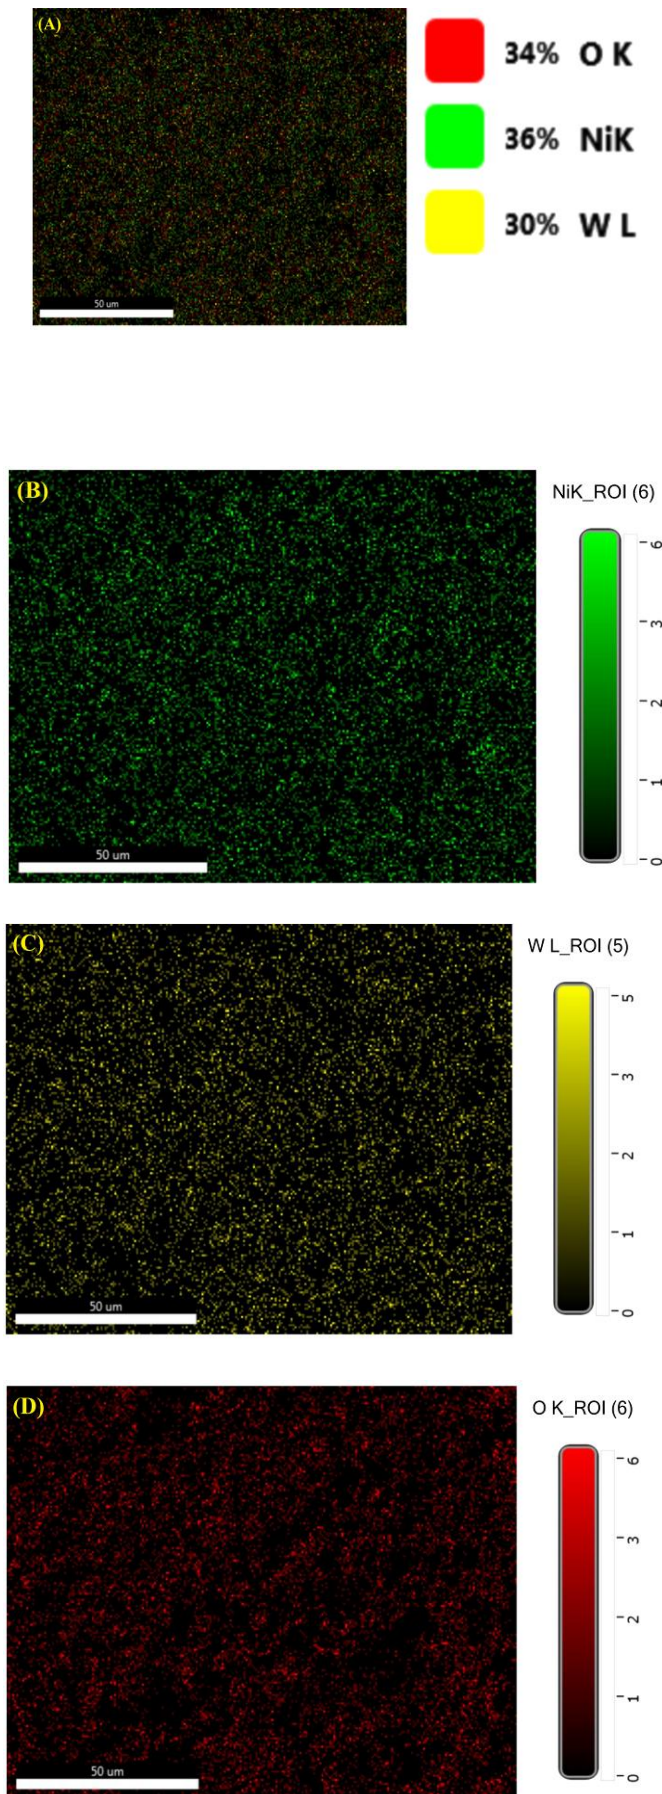 (A)
34% O K
36% NiK
30% W L
50 um
(B)
NiK_ROI (6)
6
3
2
1
0
50 um
(C)
W L_ROI (5)
5
3
2
1
0
50 um
(D)
O K_ROI (6)
6
3
2
1
0
50 um